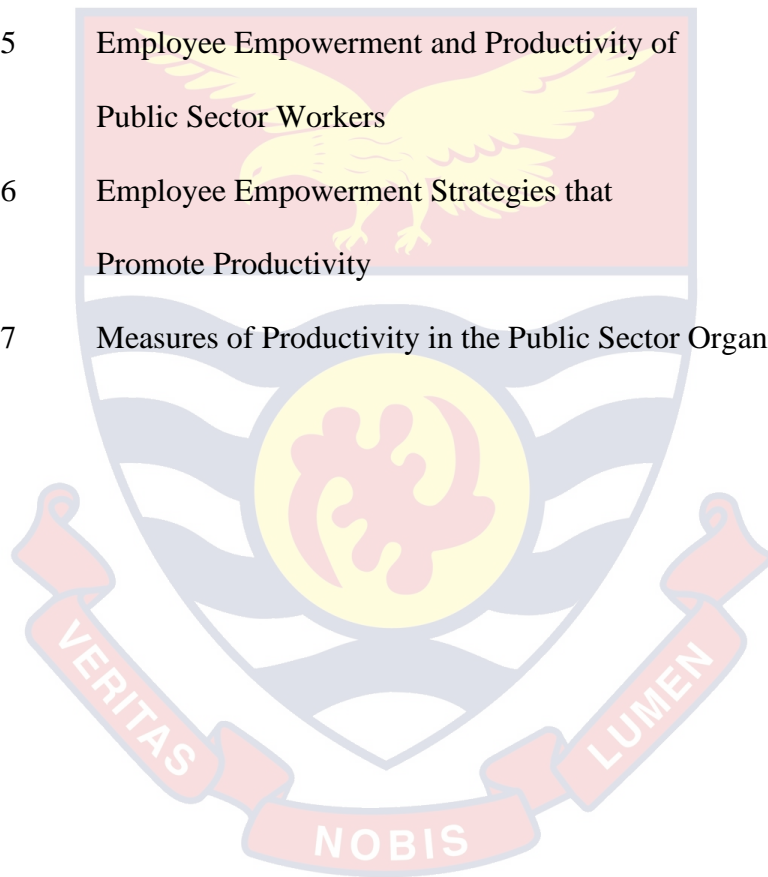 5 Employee Empowerment and Productivity of
Public Sector Workers
6 Employee Empowerment Strategies that
Promote Productivity
7 Measures of Productivity in the Public Sector Organ
VERITAS
NOBIS
LUMEN